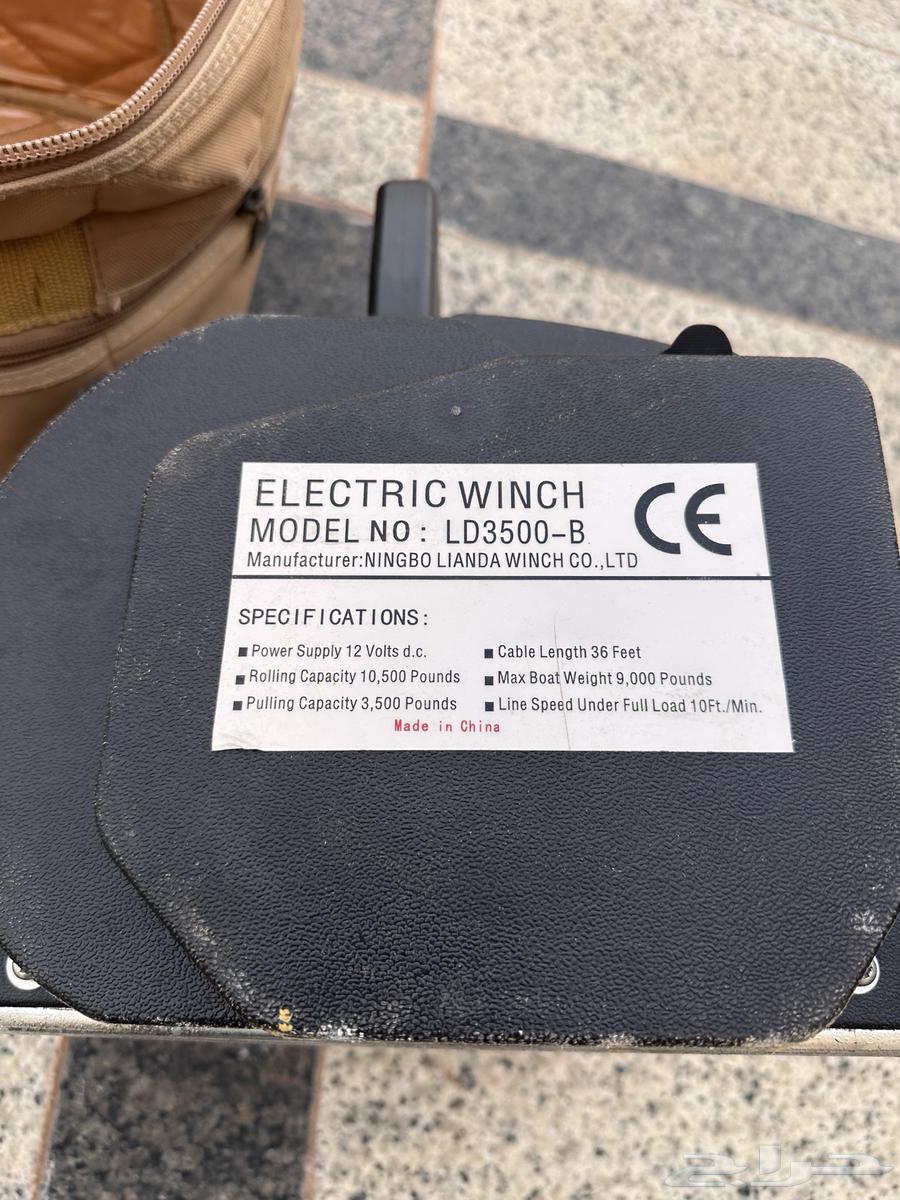 ELECTRIC WINCH
MODEL NO: LD3500-B
CE
Manufacturer:NINGBO LIANDA WINCH CO.,LTD
SPECIFICATIONS:
■ Power Supply 12 Volts d.c.
■ Rolling Capacity 10,500 Pounds
■ Pulling Capacity 3,500 Pounds
■ Cable Length 36 Feet
■ Max Boat Weight 9,000 Pounds
■ Line Speed Under Full Load 10Ft./Min.
Made in China
حراج